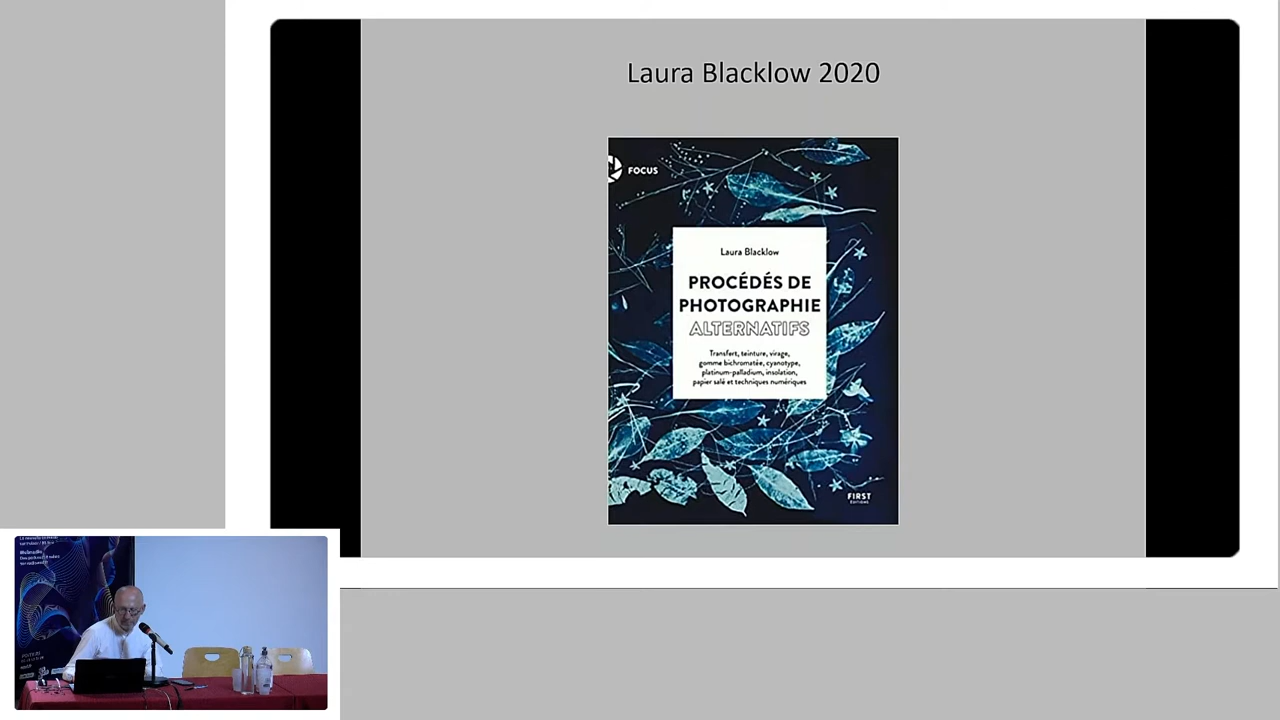 Laura Blacklow 2020
FOCUS
Laura Blacklow
PROCÉDÉS DE
PHOTOGRAPHIE
ALTERNATIFS
Transfert, teinture, virage,
gomme bichromatée, cyanotype,
platinum-palladium, insolation,
papier salé et techniques numériques
FIRST
ÉDITIONS